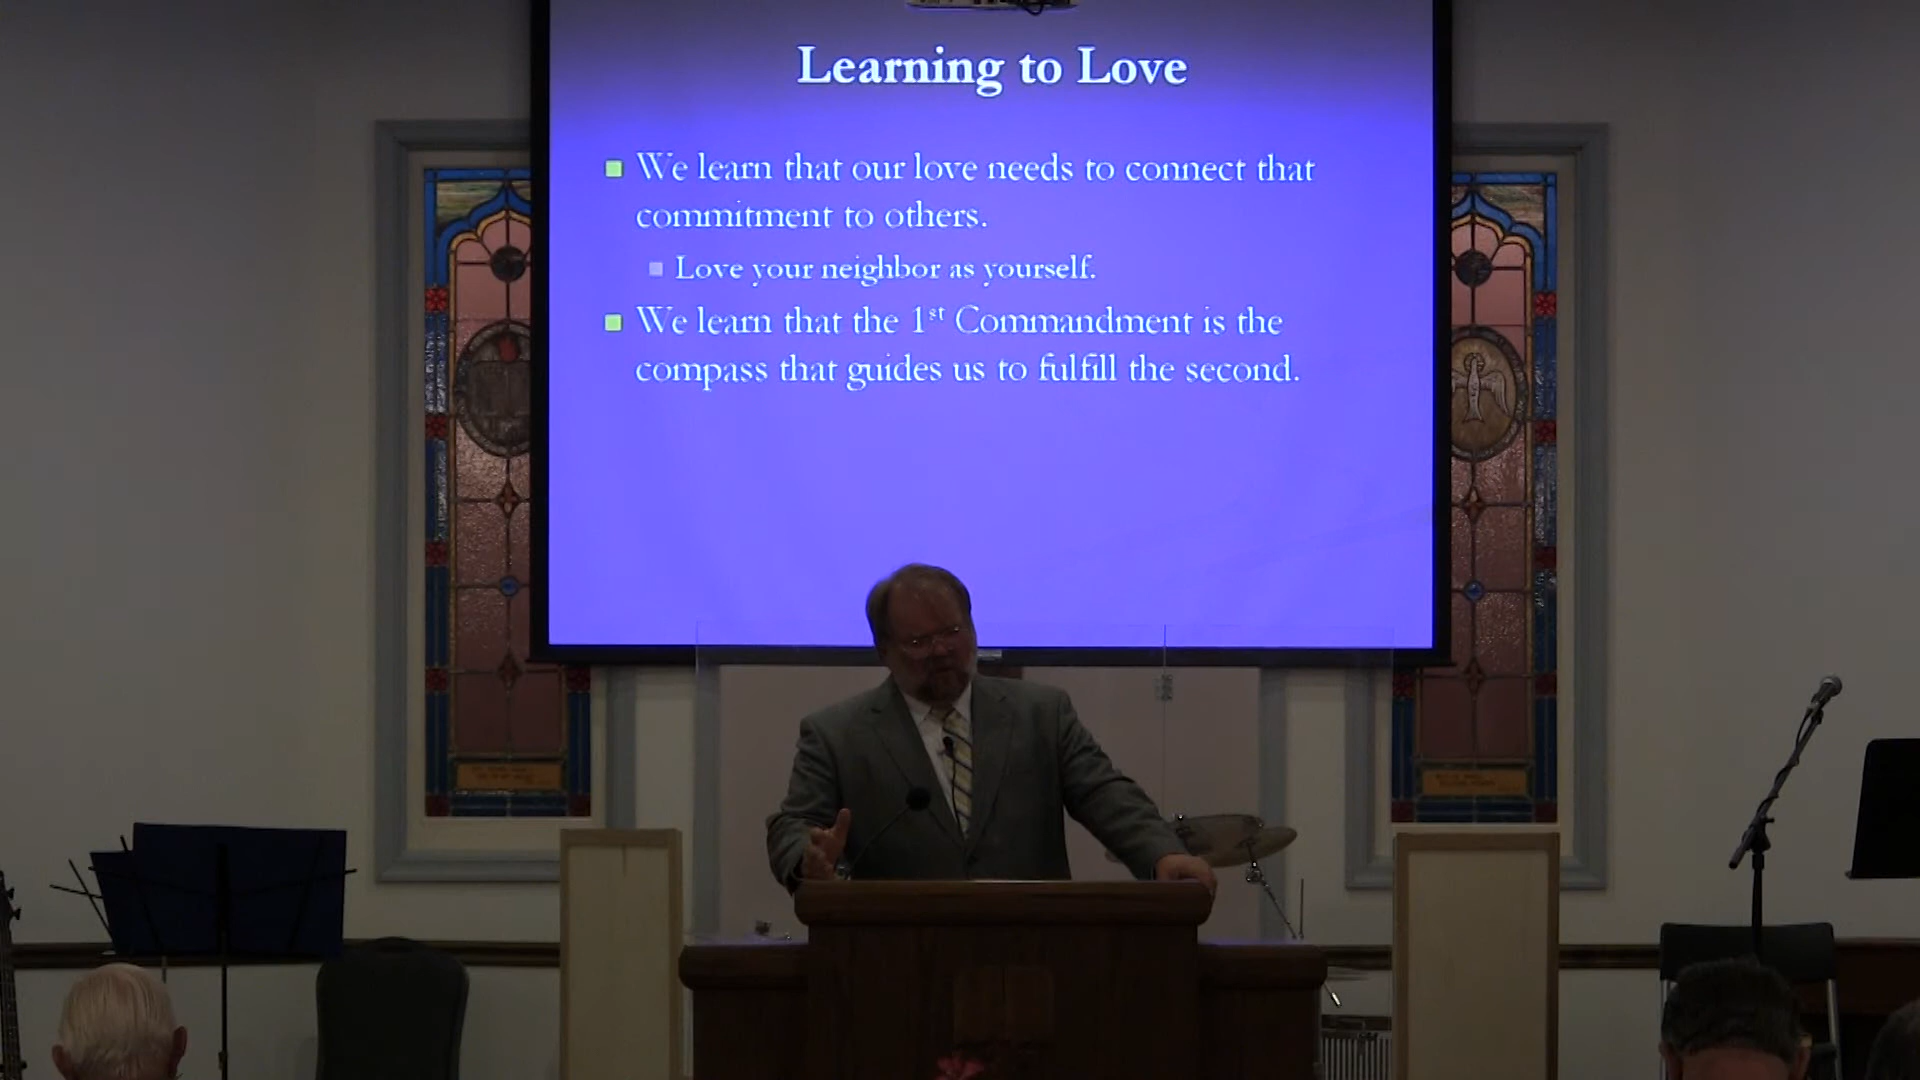 Learning to Love
We learn that our love needs to connect that
commitment to others.
Love your neighbor as yourself.
We learn that the 1st Commandment is the
compass that guides us to fulfill the second.